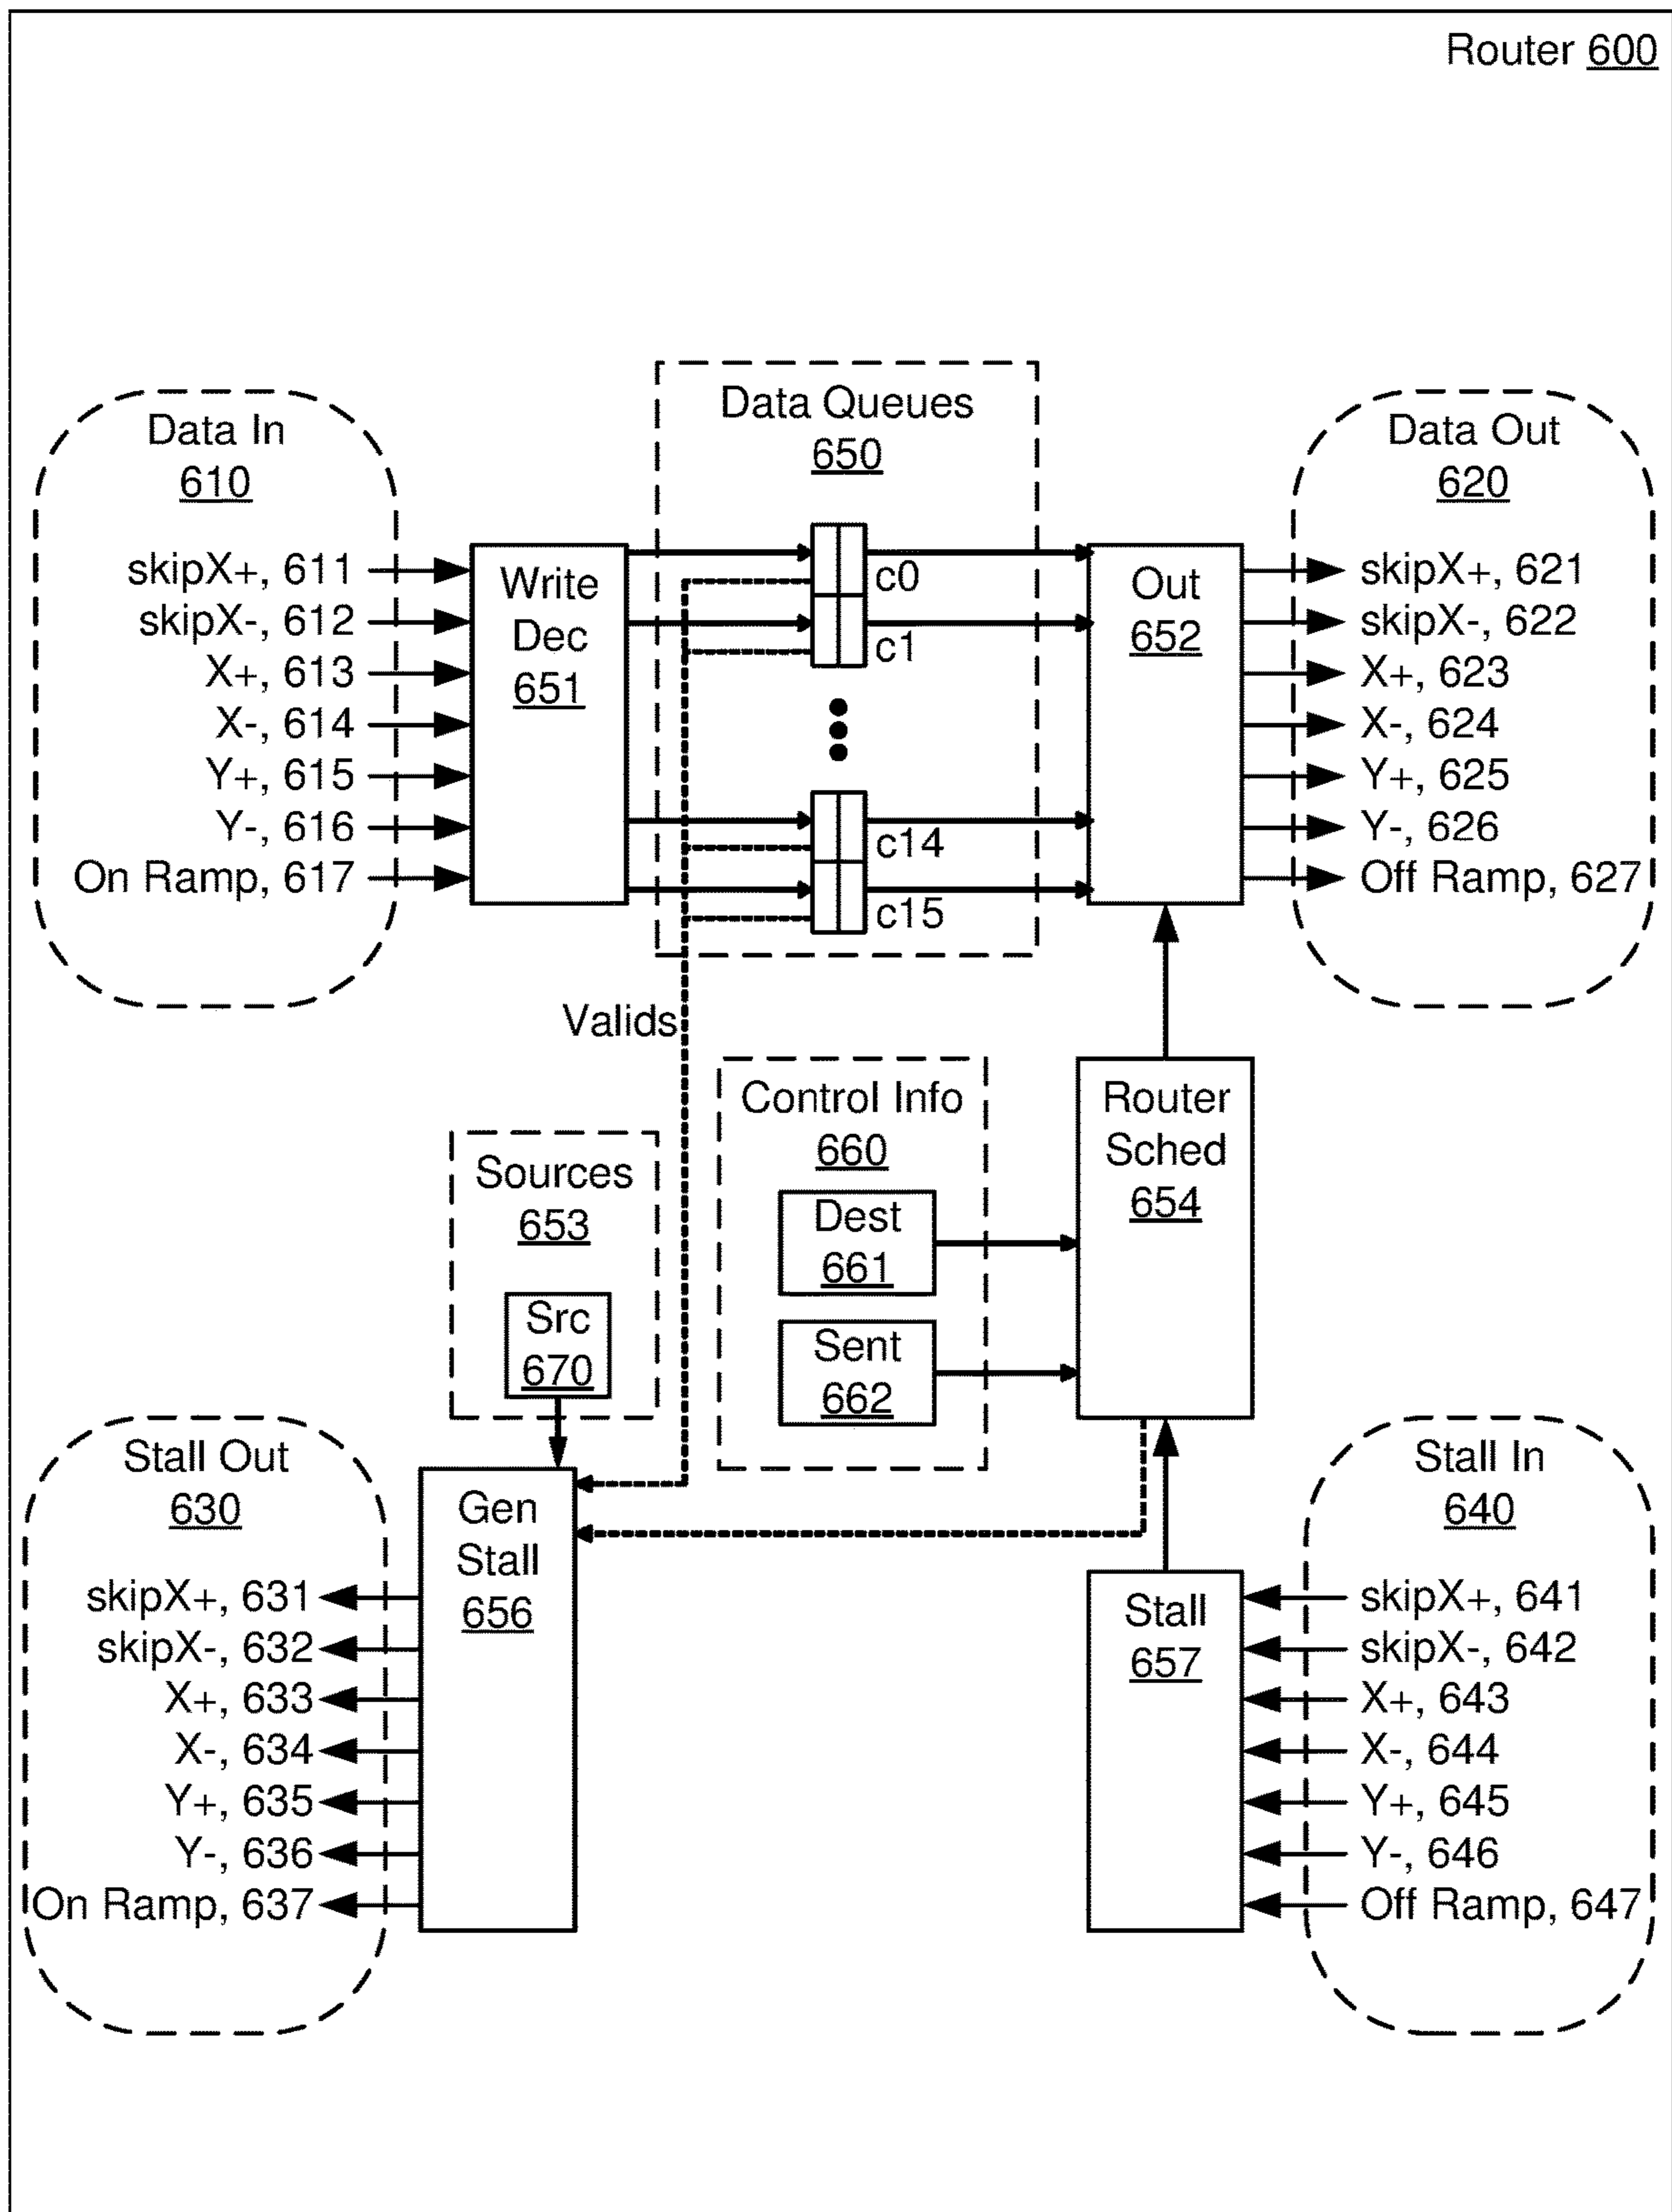 Router 600
Data In
610
skipX+, 611
skipX-, 612
X+, 613
X-, 614
Y+, 615
Y-, 616
On Ramp, 617
Write
Dec
651
Data Queues
650
c0
c1
c14
c15
Out
652
Data Out
620
skipX+, 621
skipX-, 622
X+, 623
X-, 624
Y+, 625
Y-, 626
Off Ramp, 627
Valids
Sources
653
Src
670
Control Info
660
Dest
661
Sent
662
Router
Sched
654
Stall Out
630
skipX+, 631
skipX-, 632
X+, 633
X-, 634
Y+, 635
Y-, 636
On Ramp, 637
Gen
Stall
656
Stall
657
Stall In
640
skipX+, 641
skipX-, 642
X+, 643
X-, 644
Y+, 645
Y-, 646
Off Ramp, 647